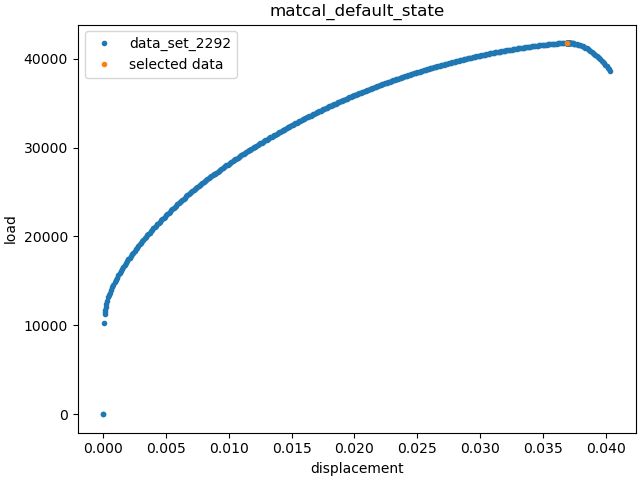 matcal_default_state
data_set_2292
selected data
load
40000
30000
20000
10000
0
0.000 0.005 0.010 0.015 0.020 0.025 0.030 0.035 0.040
displacement